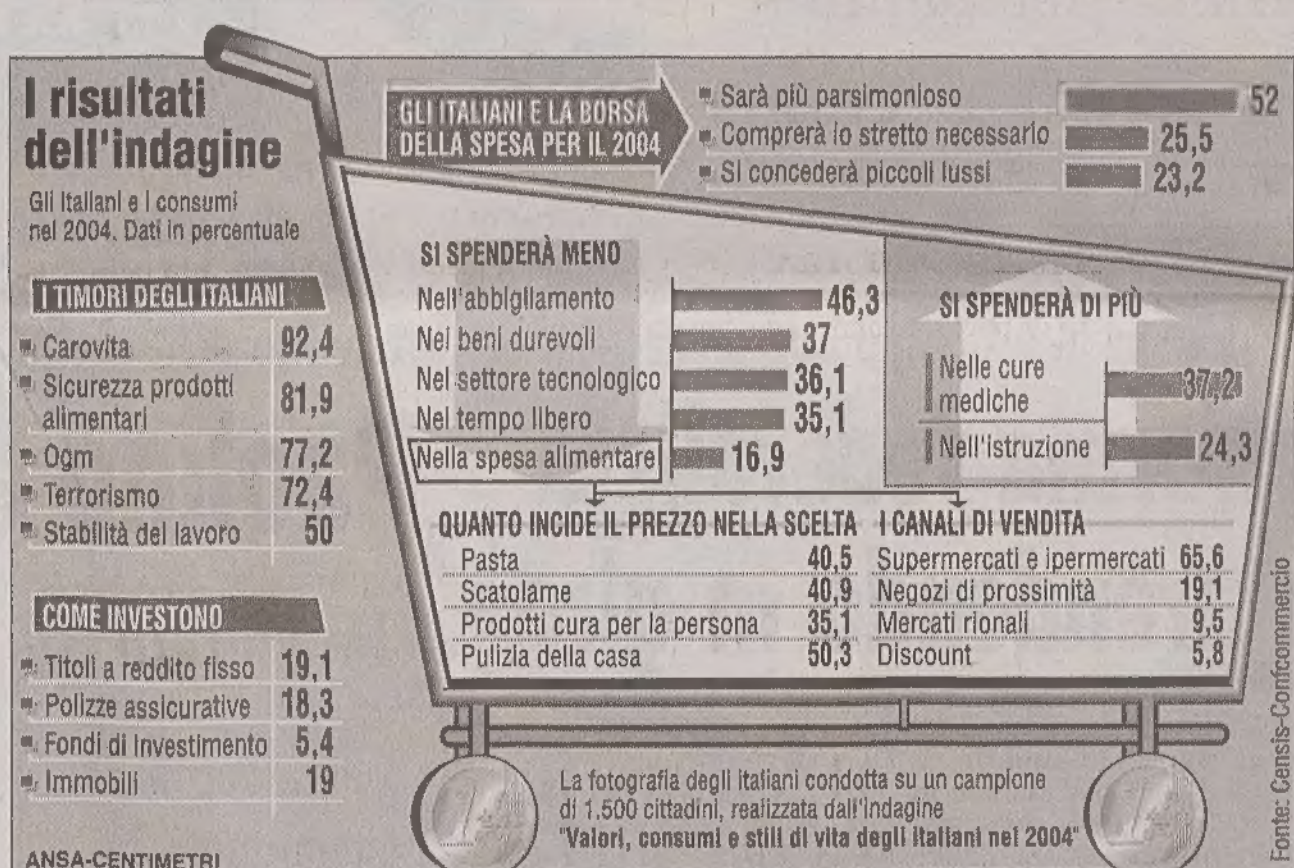 I risultati
dell'indagine
Gli Italiani e i consumi
nel 2004. Dati in percentuale
I TIMORI DEGLI ITALIANI
Carovita 92,4
Sicurezza prodotti
alimentari 81,9
Ogm 77,2
Terrorismo 72,4
Stabilità del lavoro 50
COME INVESTONO
Titoli a reddito fisso 19,1
Polizze assicurative 18,3
Fondi di Investimento 5,4
Immobili 19
ANSA-CENTIMETRI
GLI ITALIANI E LA BORSA
DELLA SPESA PER IL 2004
Sarà più parsimonioso 52
Comprerà lo stretto necessario 25,5
Si concederà piccoli lussi 23,2
SI SPENDERÀ MENO
Nell'abbigliamento 46,3
Nei beni durevoli 37
Nel settore tecnologico 36,1
Nel tempo libero 35,1
Nella spesa alimentare 16,9
SI SPENDERÀ DI PIÙ
Nelle cure
mediche 37,2
Nell'istruzione 24,3
QUANTO INCIDE IL PREZZO NELLA SCELTA
Pasta 40,5
Scatolame 40,9
Prodotti cura per la persona 35,1
Pulizia della casa 50,3
I CANALI DI VENDITA
Supermercati e ipermercati 65,6
Negozi di prossimità 19,1
Mercati rionali 9,5
Discount 5,8
La fotografia degli italiani condotta su un campione
di 1.500 cittadini, realizzata dall'indagine
"Valori, consumi e stili di vita degli italiani nel 2004"
1
Fonte: Censis-Confcommercio